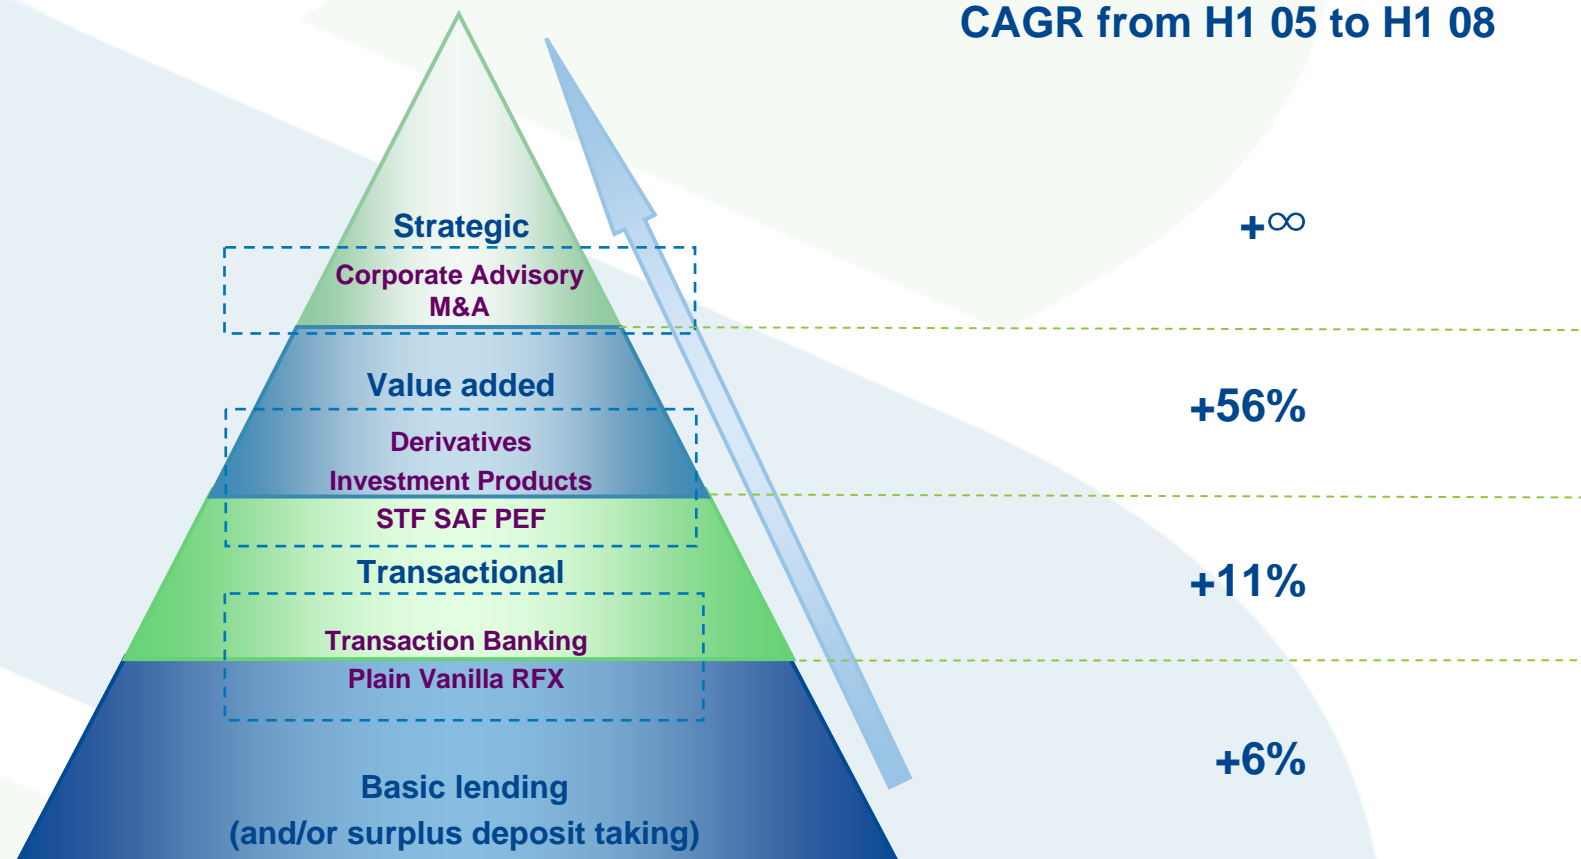 CAGR from H1 05 to H1 08
Strategic
+∞
Corporate Advisory
M&A
Value added
+56%
Derivatives
Investment Products
STF SAF PEF
Transactional
+11%
Transaction Banking
Plain Vanilla RFX
+6%
Basic lending
(and/or surplus deposit taking)